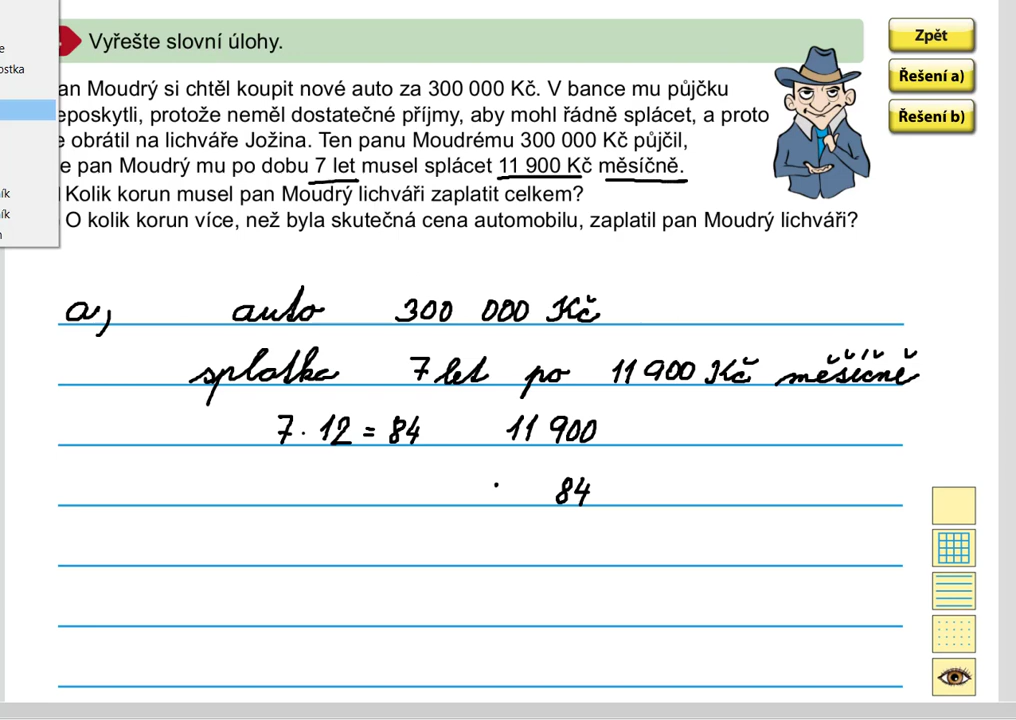 Vyřešte slovní úlohy.
Zpět
Řešení a)
Řešení b)
an Moudrý si chtěl koupit nové auto za 300 000 Kč. V bance mu půjčku
eposkytli, protože neměl dostatečné příjmy, aby mohl řádně splácet, a proto
e obrátil na lichváře Jožina. Ten panu Moudrému 300 000 Kč půjčil,
e pan Moudrý mu po dobu 7 let musel splácet 11 900 Kč měsíčně.
Kolik korun musel pan Moudrý lichváři zaplatit celkem?
O kolik korun více, než byla skutečná cena automobilu, zaplatil pan Moudrý lichváři?
a, auto 300 000 Kč
splatka 7 let po 11 900 Kč měšíčně
7 · 12 = 84 11 900
· 84